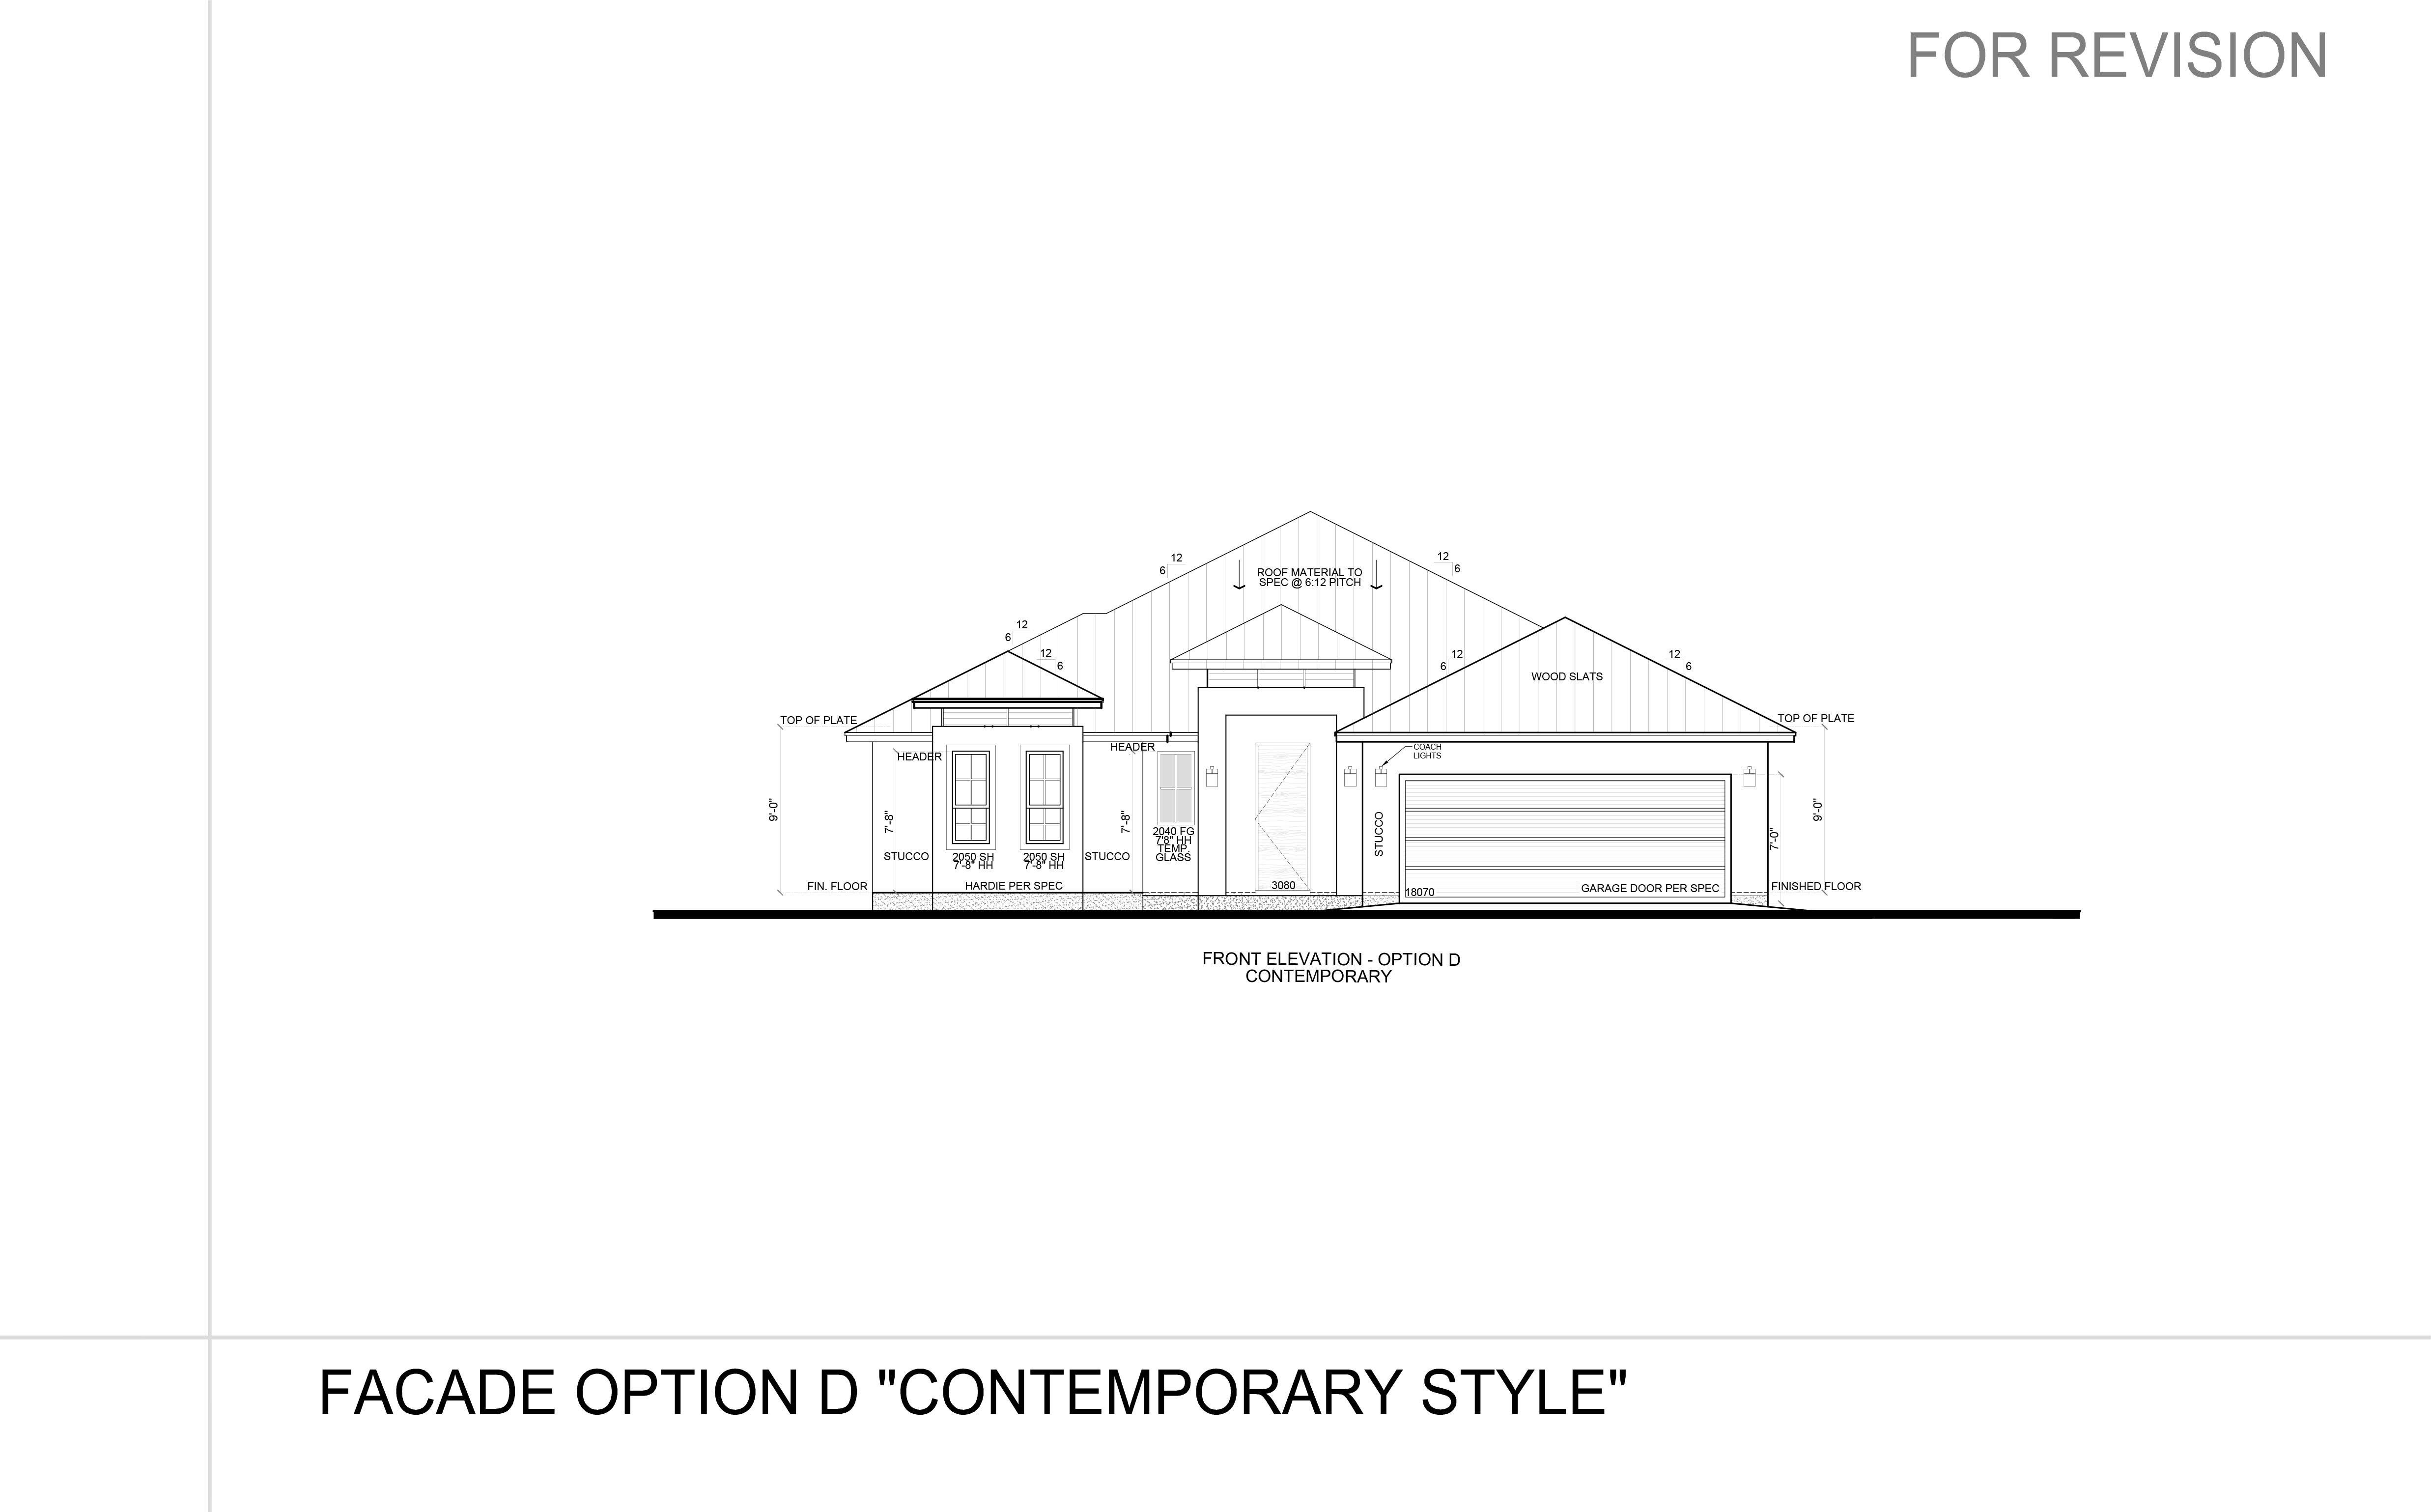 FOR REVISION
12
6
12
6
ROOF MATERIAL TO
SPEC @ 6:12 PITCH
12
6
12
6
12
6
12
6
WOOD SLATS
TOP OF PLATE
TOP OF PLATE
HEADER
HEADER
COACH
LIGHTS
9'-0"
7'-8"
7'-8"
STUCCO
7'-0"
9'-0"
2040 FG
7'8" HH
TEMP.
GLASS
STUCCO
2050 SH
7'-8" HH
2050 SH
7'-8" HH
STUCCO
FIN. FLOOR
HARDIE PER SPEC
3080
18070
GARAGE DOOR PER SPEC
FINISHED FLOOR
FRONT ELEVATION - OPTION D
CONTEMPORARY
FACADE OPTION D "CONTEMPORARY STYLE"